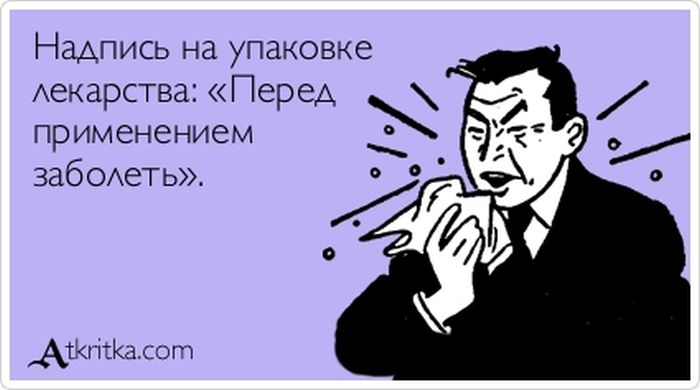 Надпись на упаковке
лекарства: «Перед
применением
заболеть».
Atkritka.com